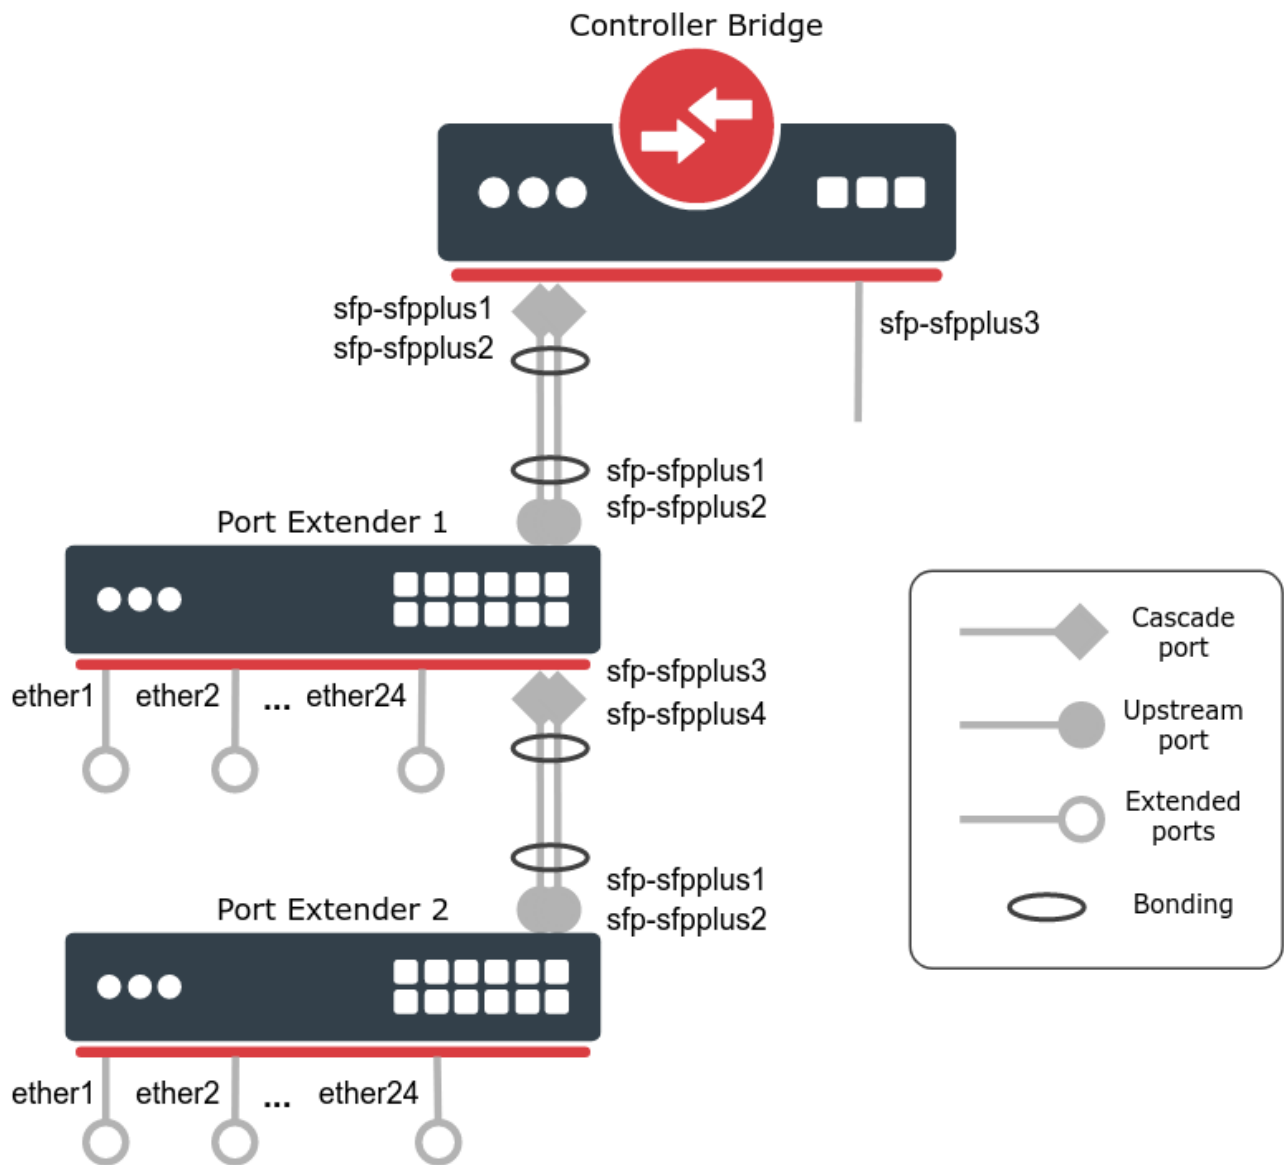 Controller Bridge
sfp-sfpplus1
sfp-sfpplus2
sfp-sfpplus3
sfp-sfpplus1
sfp-sfpplus2
Port Extender 1
sfp-sfpplus3
sfp-sfpplus4
ether1 ether2 ... ether24
sfp-sfpplus1
sfp-sfpplus2
Port Extender 2
ether1 ether2 ... ether24
Cascade
port
Upstream
port
Extended
ports
Bonding